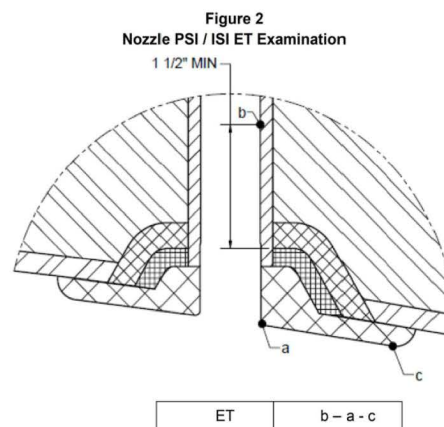 Figure 2
Nozzle PSI / ISI ET Examination
1 1/2" MIN
b
a
c
ET b – a - c